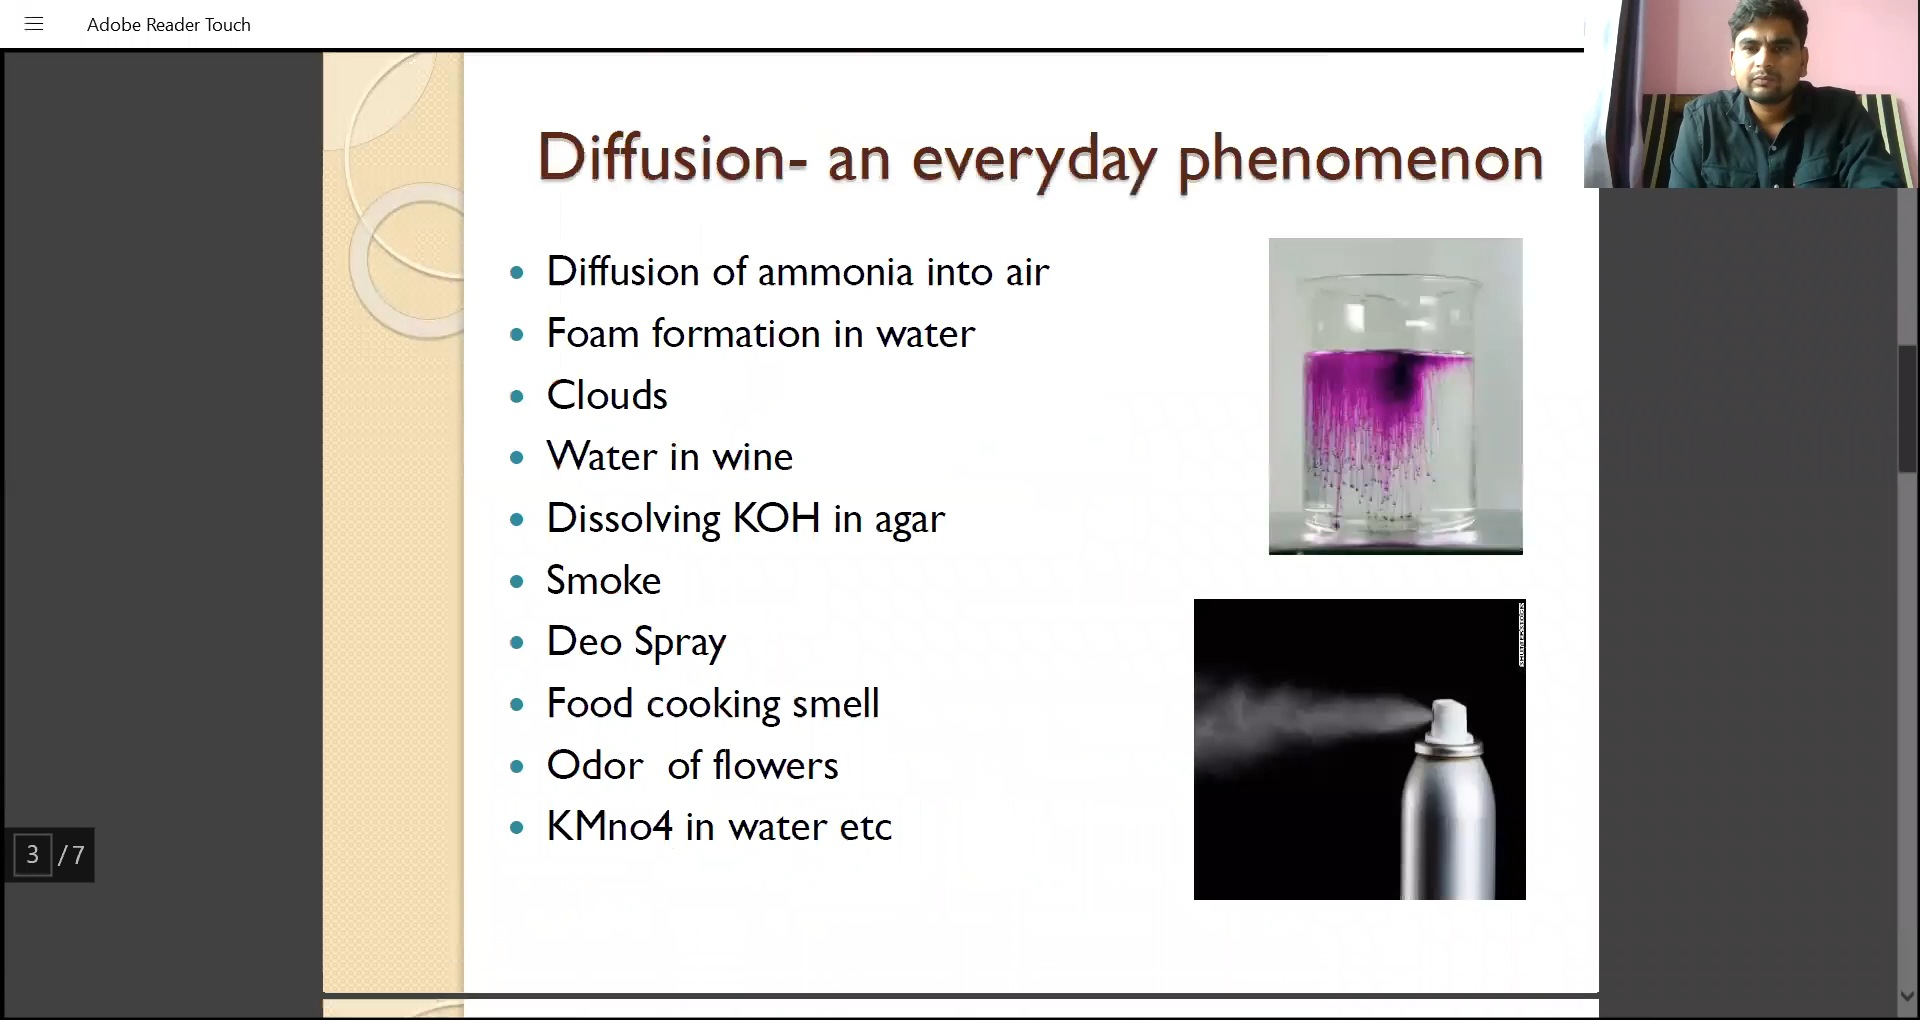 Adobe Reader Touch
Diffusion- an everyday phenomenon
Diffusion of ammonia into air
Foam formation in water
Clouds
Water in wine
Dissolving KOH in agar
Smoke
Deo Spray
Food cooking smell
Odor of flowers
KMno4 in water etc
3 / 7